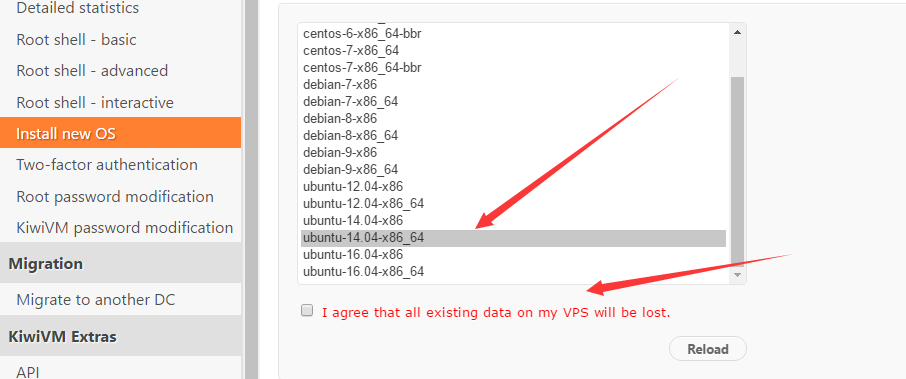 Detailed statistics
Root shell - basic
Root shell - advanced
Root shell - interactive
Install new OS
Two-factor authentication
Root password modification
KiwiVM password modification
Migration
Migrate to another DC
KiwiVM Extras
API
centos-6-x86_64-bbr
centos-7-x86_64
centos-7-x86_64-bbr
debian-7-x86
debian-7-x86_64
debian-8-x86
debian-8-x86_64
debian-9-x86
debian-9-x86_64
ubuntu-12.04-x86
ubuntu-12.04-x86_64
ubuntu-14.04-x86
ubuntu-14.04-x86_64
ubuntu-16.04-x86
ubuntu-16.04-x86_64
I agree that all existing data on my VPS will be lost.
Reload